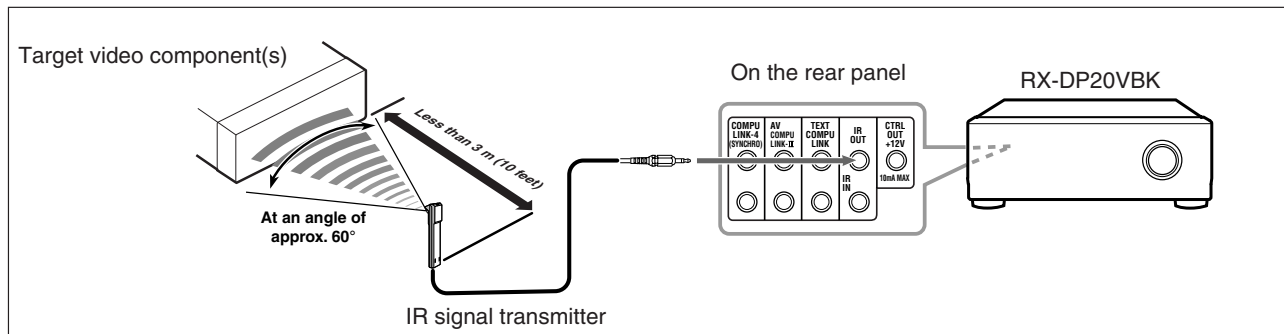 Target video component(s)
Less than 3 m (10 feet)
At an angle of
approx. 60°
IR signal transmitter
On the rear panel
COMPU
LINK-4
(SYNCHRO)
AV
COMPU
LINK-II
TEXT
COMPU
LINK
IR
OUT
CTRL
OUT
+12V
10mA MAX
IR
IN
RX-DP20VBK